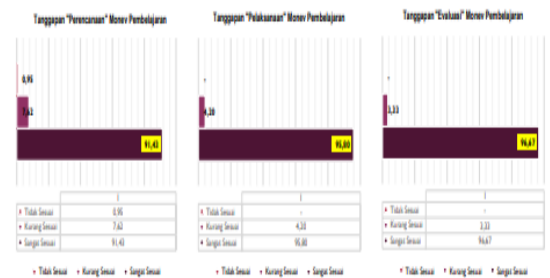 Tanggapan "Perencanaan" Monev Pembelajaran
0,95
7,62
91,43
1
Tidak Sesuai 0,95
Kurang Sesuai 7,62
Sangat Sesuai 91,43
Tidak Sesuai Kurang Sesuai Sangat Sesuai
Tanggapan "Pelaksanaan" Monev Pembelajaran
-
4,20
95,80
1
Tidak Sesuai -
Kurang Sesuai 4,20
Sangat Sesuai 95,80
Tidak Sesuai Kurang Sesuai Sangat Sesuai
Tanggapan "Evaluasi" Monev Pembelajaran
-
3,33
96,67
1
Tidak Sesuai -
Kurang Sesuai 3,33
Sangat Sesuai 96,67
Tidak Sesuai Kurang Sesuai Sangat Sesuai